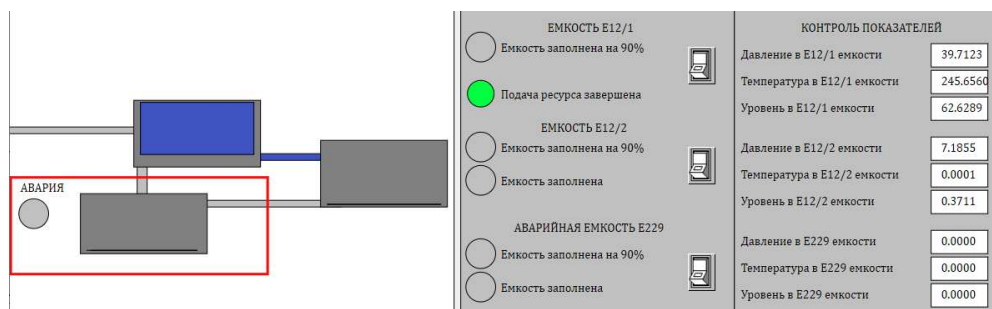 АВАРИЯ
ЕМКОСТЬ Е12/1
Емкость заполнена на 90%
Подача ресурса завершена
ЕМКОСТЬ Е12/2
Емкость заполнена на 90%
Емкость заполнена
АВАРИЙНАЯ ЕМКОСТЬ Е229
Емкость заполнена на 90%
Емкость заполнена
КОНТРОЛЬ ПОКАЗАТЕЛЕЙ
Давление в Е12/1 емкости 39.7123
Температура в Е12/1 емкости 245.6560
Уровень в Е12/1 емкости 62.6289
Давление в Е12/2 емкости 7.1855
Температура в Е12/2 емкости 0.0001
Уровень в Е12/2 емкости 0.3711
Давление в Е229 емкости 0.0000
Температура в Е229 емкости 0.0000
Уровень в Е229 емкости 0.0000